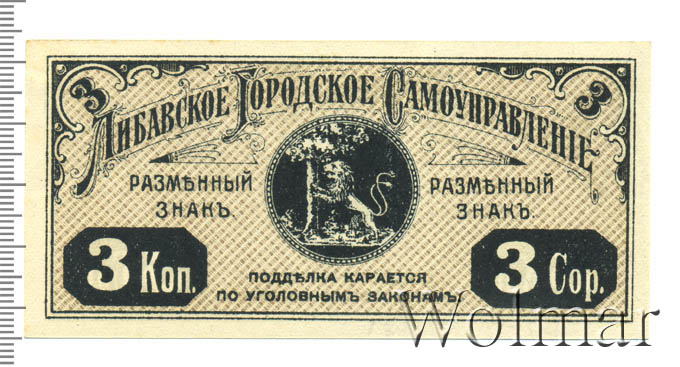 3 3
Либавское Городское Самоуправленіе
РАЗМѢННЫЙ
ЗНАКЪ.
РАЗМѢННЫЙ
ЗНАКЪ.
3 Коп.
ПОДДѢЛКА КАРАЕТСЯ
ПО УГОЛОВНЫМЪ ЗАКОНАМЪ.
3 Cop.
Wolmar